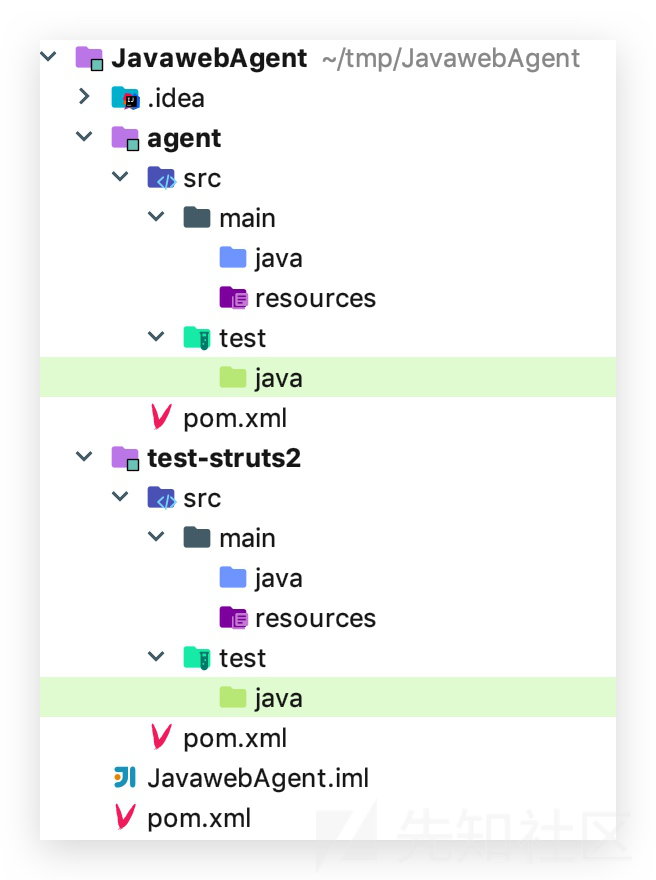 JavawebAgent ~/tmp/JavawebAgent
.idea
agent
src
main
java
resources
test
java
pom.xml
test-struts2
src
main
java
resources
test
java
pom.xml
JavawebAgent.iml
pom.xml
先知社区